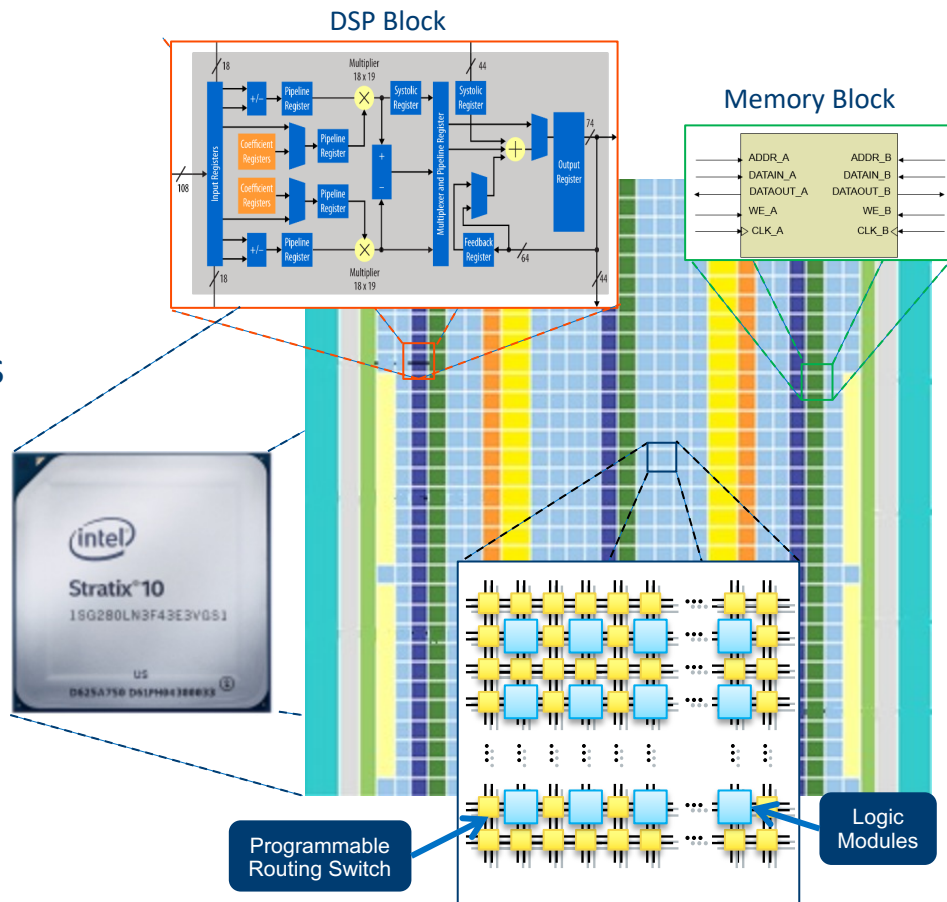 DSP Block
18
44
Multiplier
18 x 19
+/−
Pipeline
Register
×
Systolic
Register
Systolic
Register
Memory Block
Input Registers
Coefficient
Registers
Pipeline
Register
+
−
Multiplexer and Pipeline Register
+
74
Output
Register
108
Coefficient
Registers
Pipeline
Register
+/−
Pipeline
Register
×
Feedback
Register
64
18
Multiplier
18 x 19
44
ADDR_A
ADDR_B
DATAIN_A
DATAIN_B
DATAOUT_A
DATAOUT_B
WE_A
WE_B
CLK_A
CLK_B
s
intel
Stratix® 10
1SG280LN3F43E3VGS1
US
D625A750 D61PM04300033 1
Programmable
Routing Switch
Logic
Modules